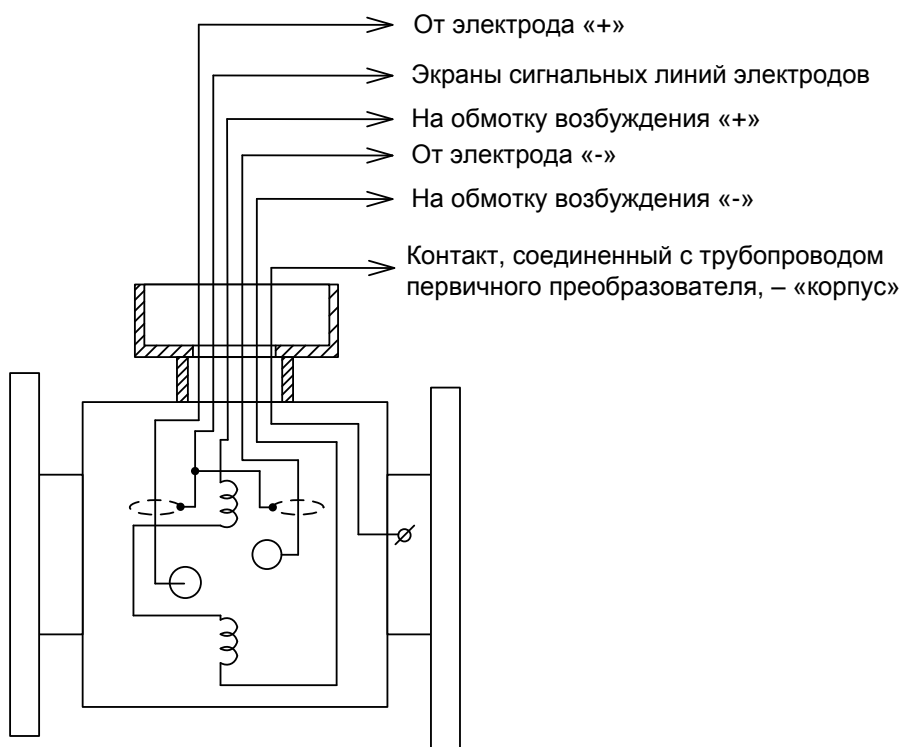 От электрода «+»
Экраны сигнальных линий электродов
На обмотку возбуждения «+»
От электрода «-»
На обмотку возбуждения «-»
Контакт, соединенный с трубопроводом
первичного преобразователя, – «корпус»